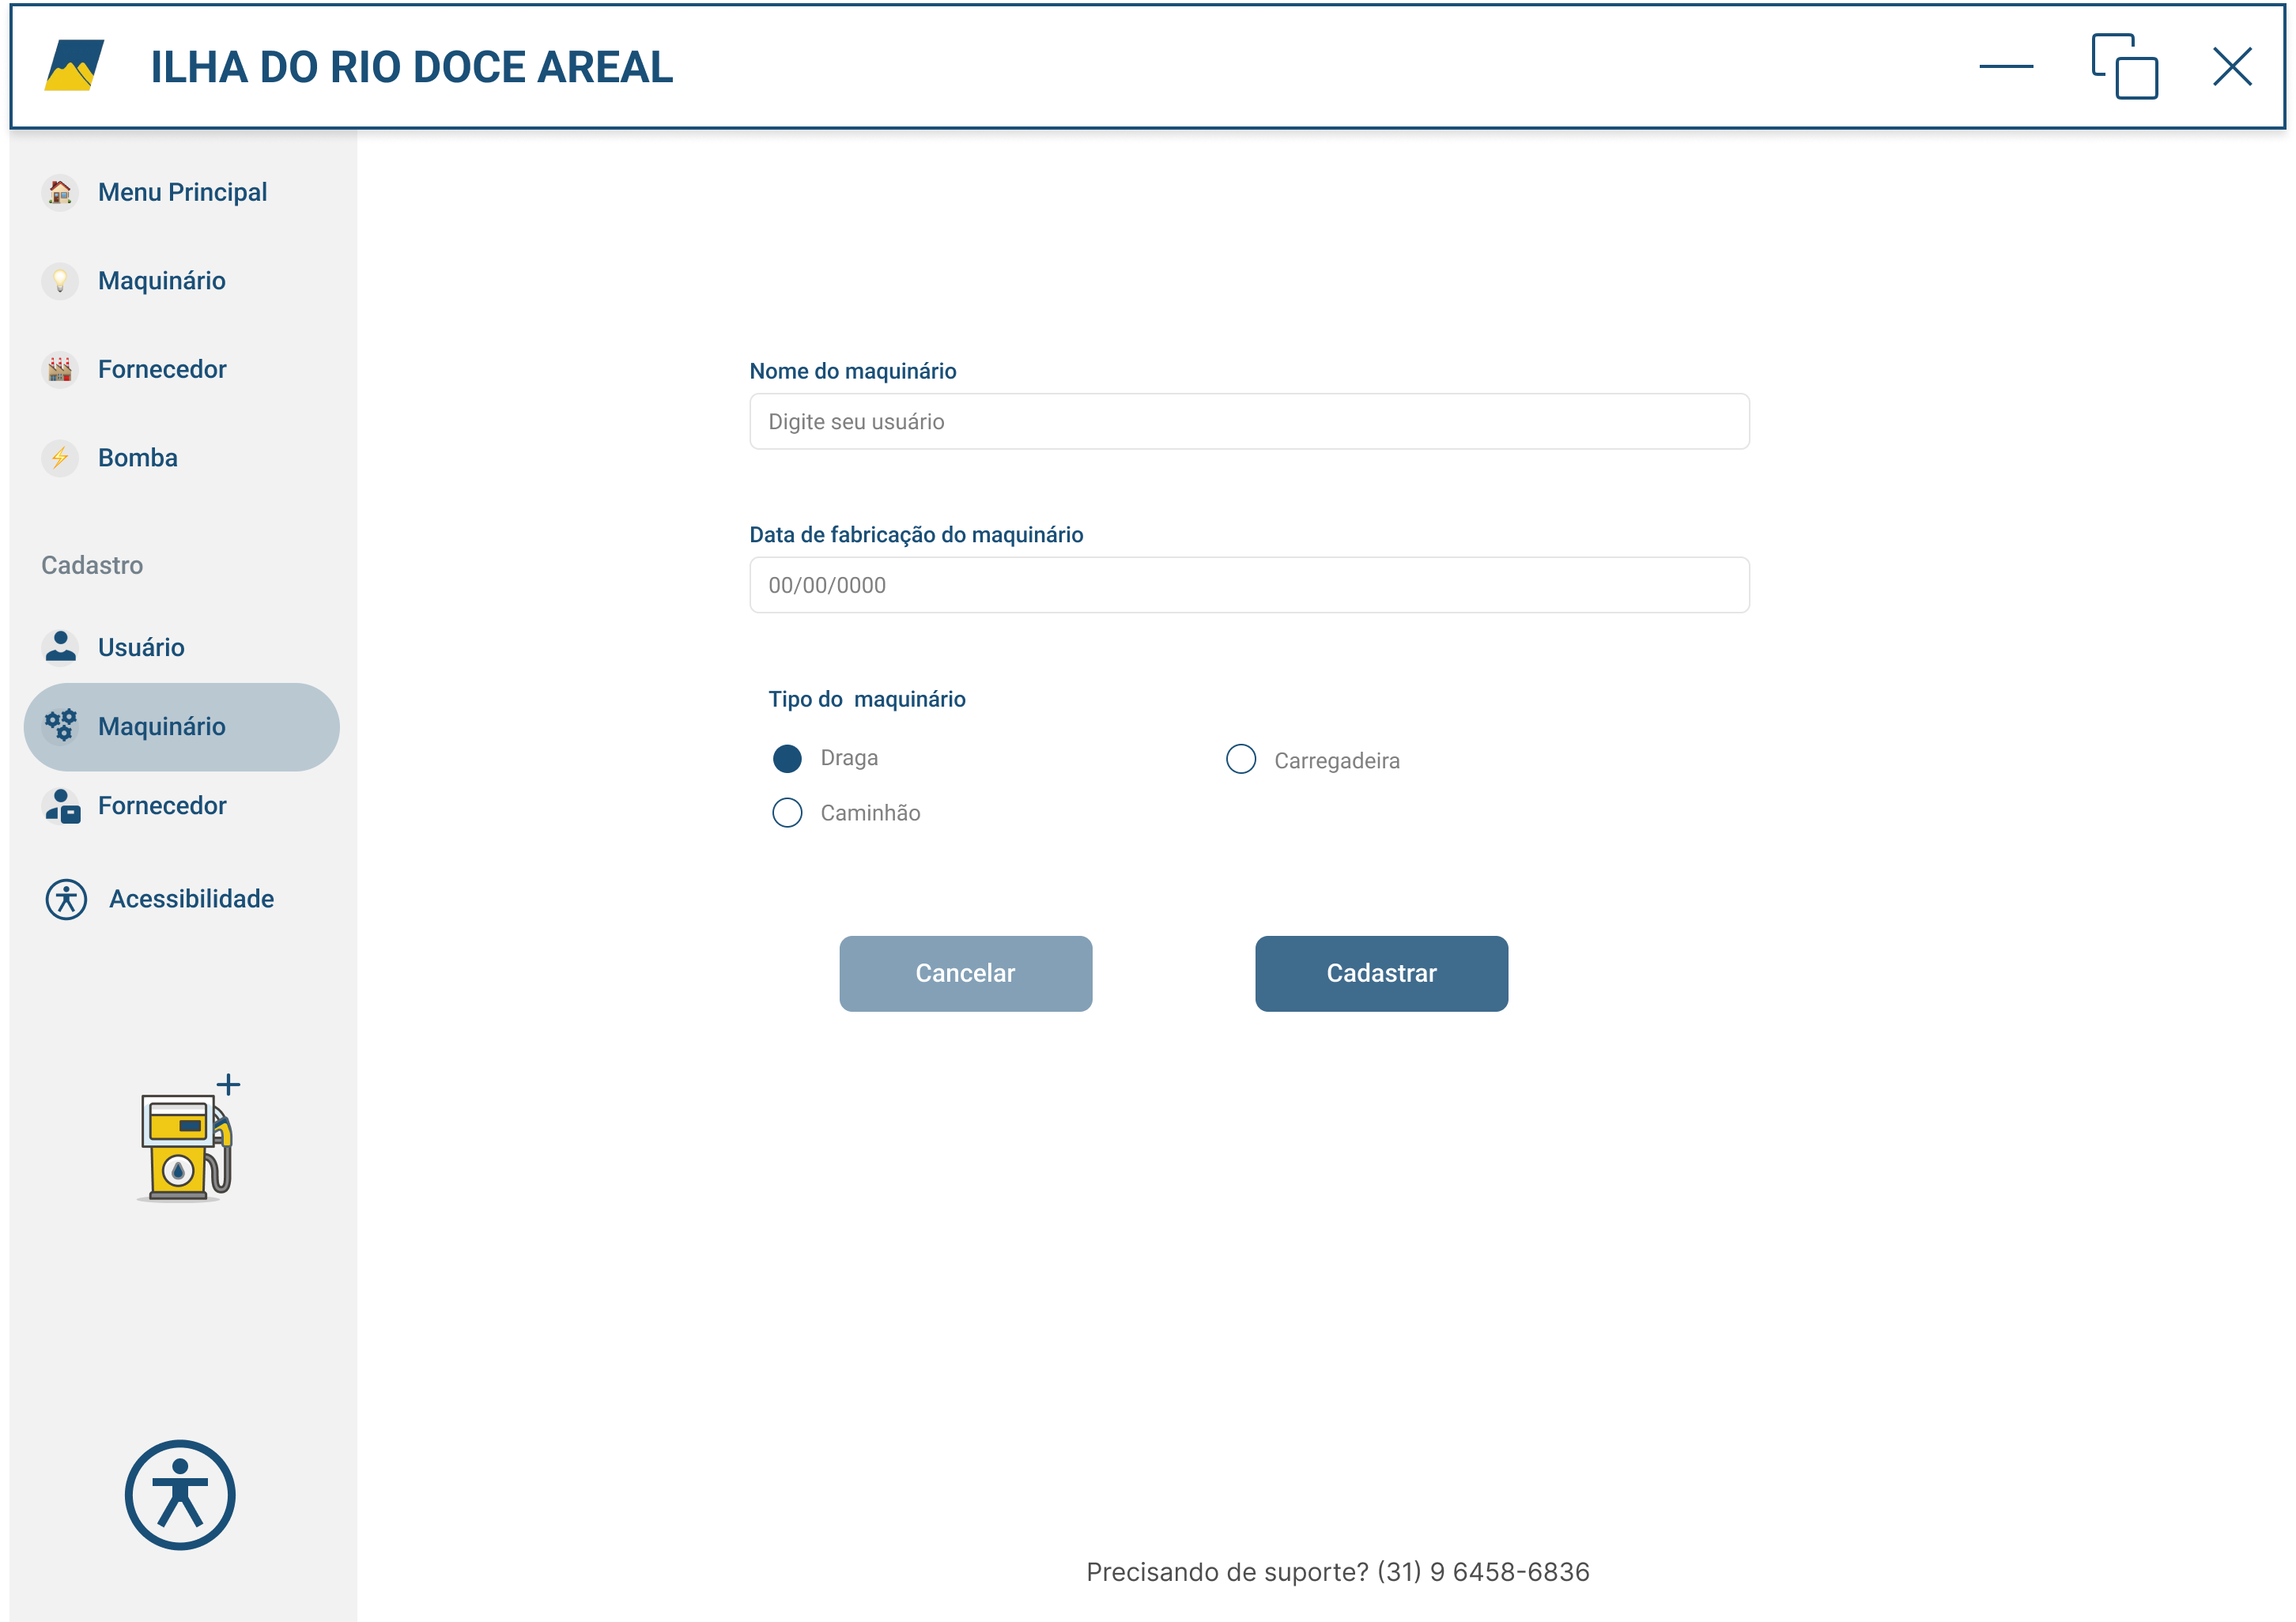 ILHA DO RIO DOCE AREAL
Menu Principal
Maquinário
Fornecedor
Bomba
Cadastro
Usuário
Maquinário
Fornecedor
Acessibilidade
Nome do maquinário
Digite seu usuário
Data de fabricação do maquinário
00/00/0000
Tipo do  maquinário
Draga
Carregadeira
Caminhão
Cancelar
Cadastrar
Precisando de suporte? (31) 9 6458-6836